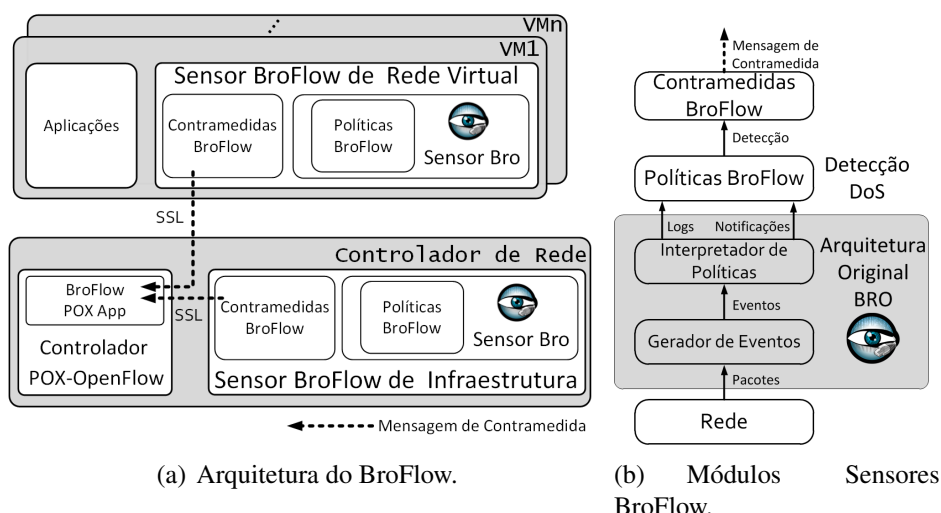 VMn
VM1
Sensor BroFlow de Rede Virtual
Aplicações
Contramedidas
BroFlow
Políticas
BroFlow
Sensor Bro
SSL
Controlador de Rede
BroFlow
POX App
SSL
Controlador
POX-OpenFlow
Contramedidas
BroFlow
Políticas
BroFlow
Sensor Bro
Sensor BroFlow de Infraestrutura
Mensagem de Contramedida
(a) Arquitetura do BroFlow.
Mensagem de
Contramedida
Contramedidas
BroFlow
Detecção
Políticas BroFlow
Detecção
DoS
Logs
Notificações
Interpretador de
Políticas
Arquitetura
Original
BRO
Eventos
Gerador de Eventos
Pacotes
Rede
(b) Módulos Sensores
BroFlow.